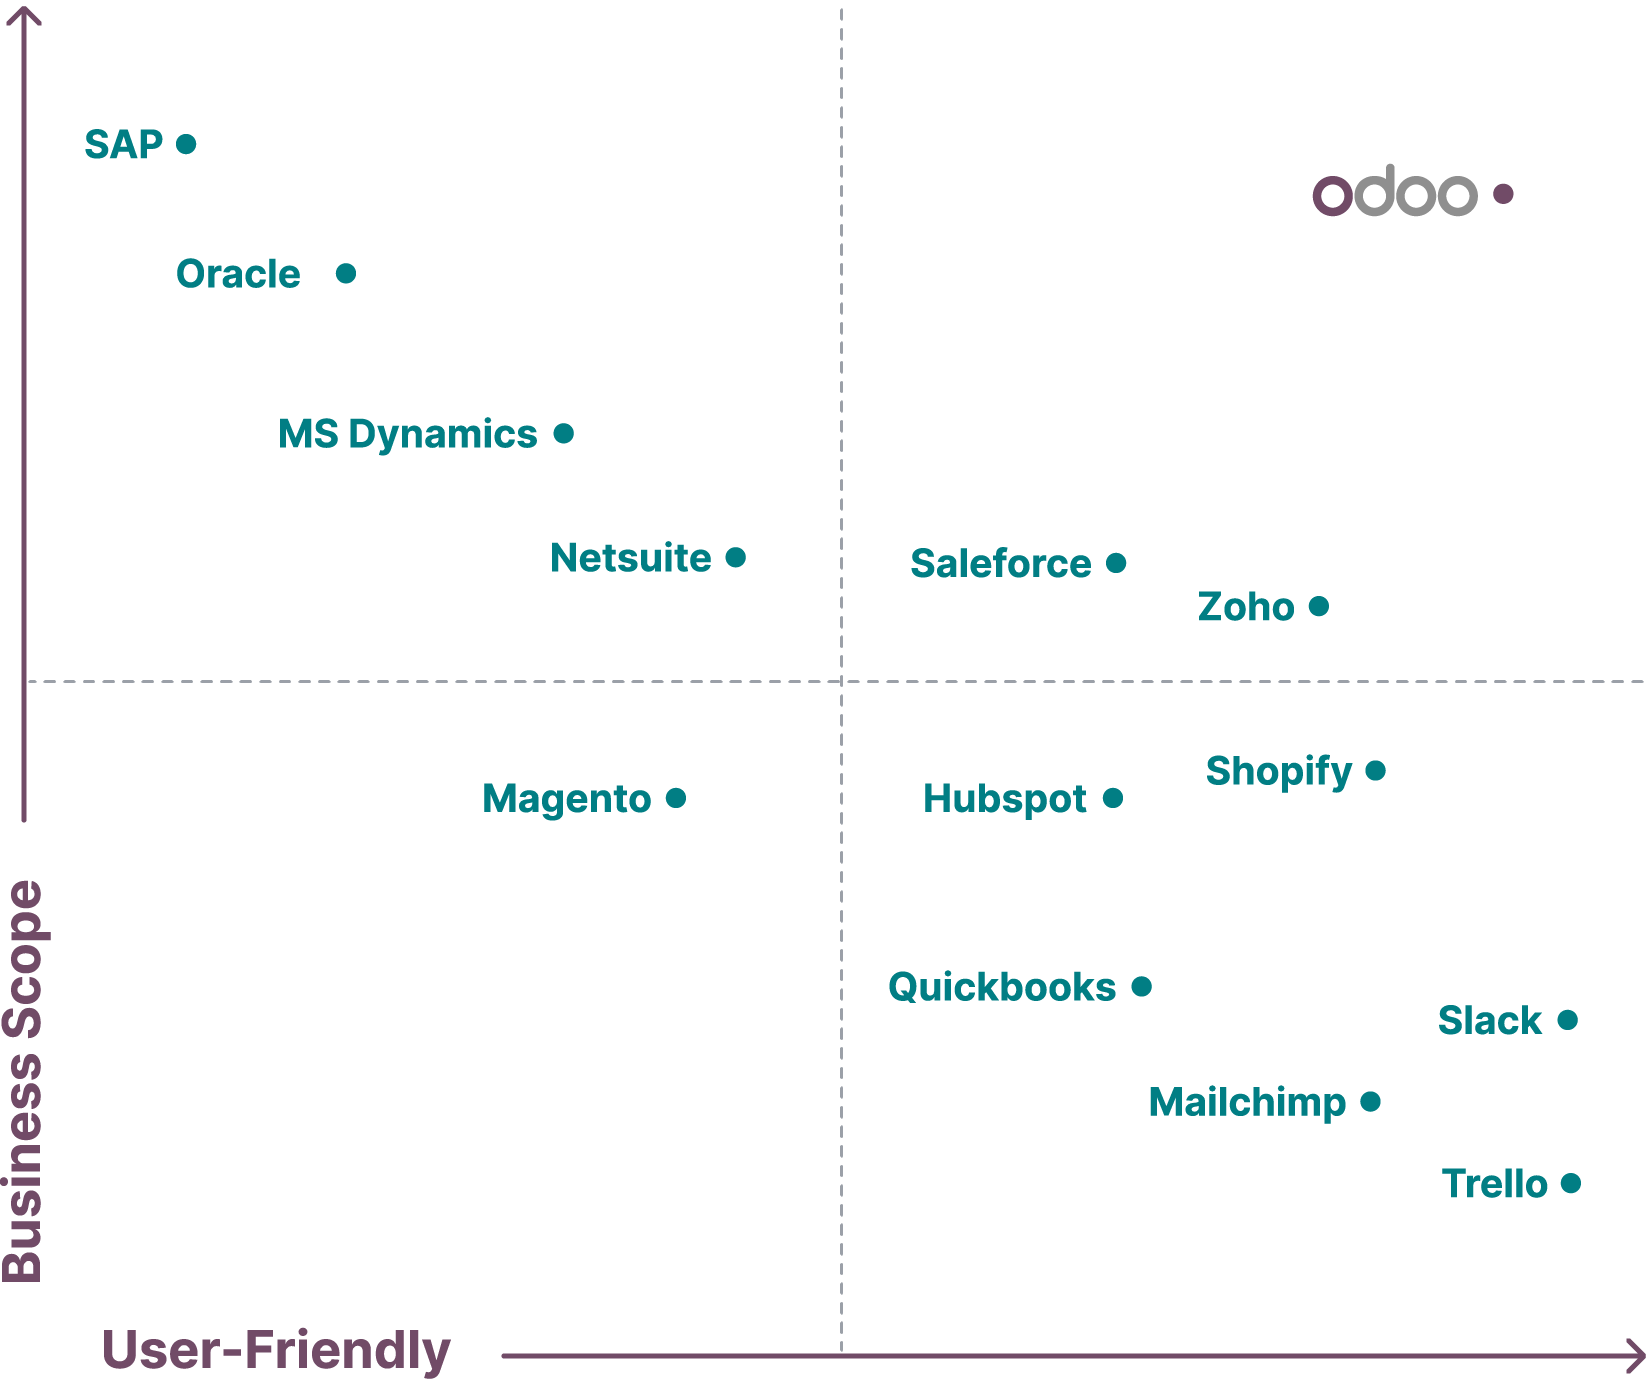 SAP
odoo
Oracle
MS Dynamics
Netsuite
Saleforce
Zoho
Shopify
Magento
Hubspot
Quickbooks
Slack
Mailchimp
Trello
Business Scope
User-Friendly